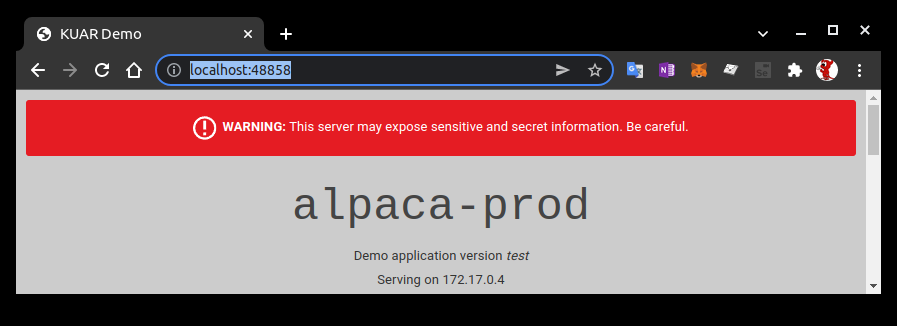 KUAR Demo
localhost:48858
WARNING: This server may expose sensitive and secret information. Be careful.
alpaca-prod
Demo application version test
Serving on 172.17.0.4